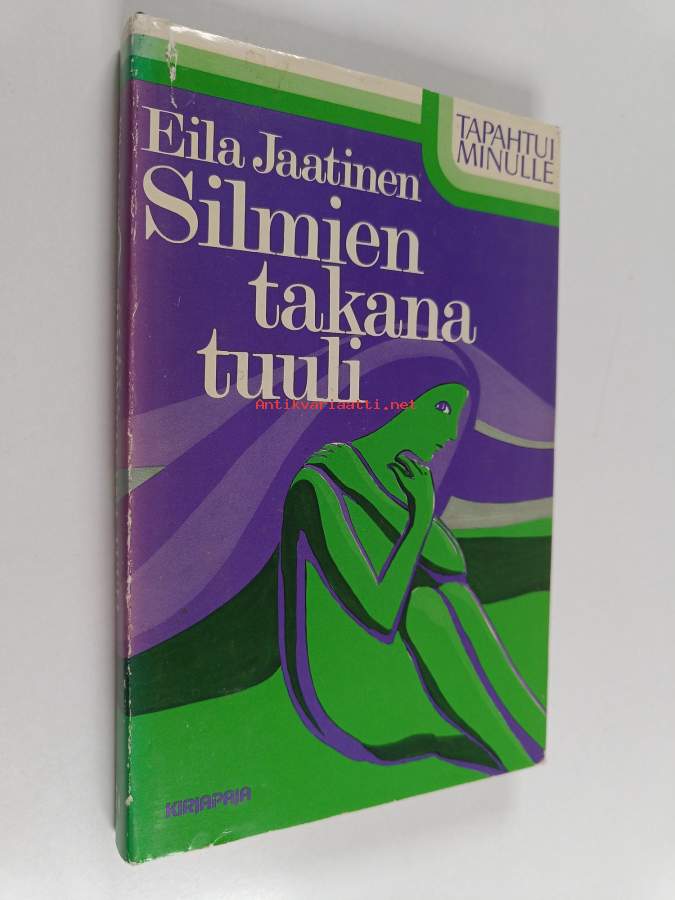 TAPAHTUI
MINULLE
Eila Jaatinen
Silmien
takana
tuuli
Antikvariaatti.net
KIRJAPAJA